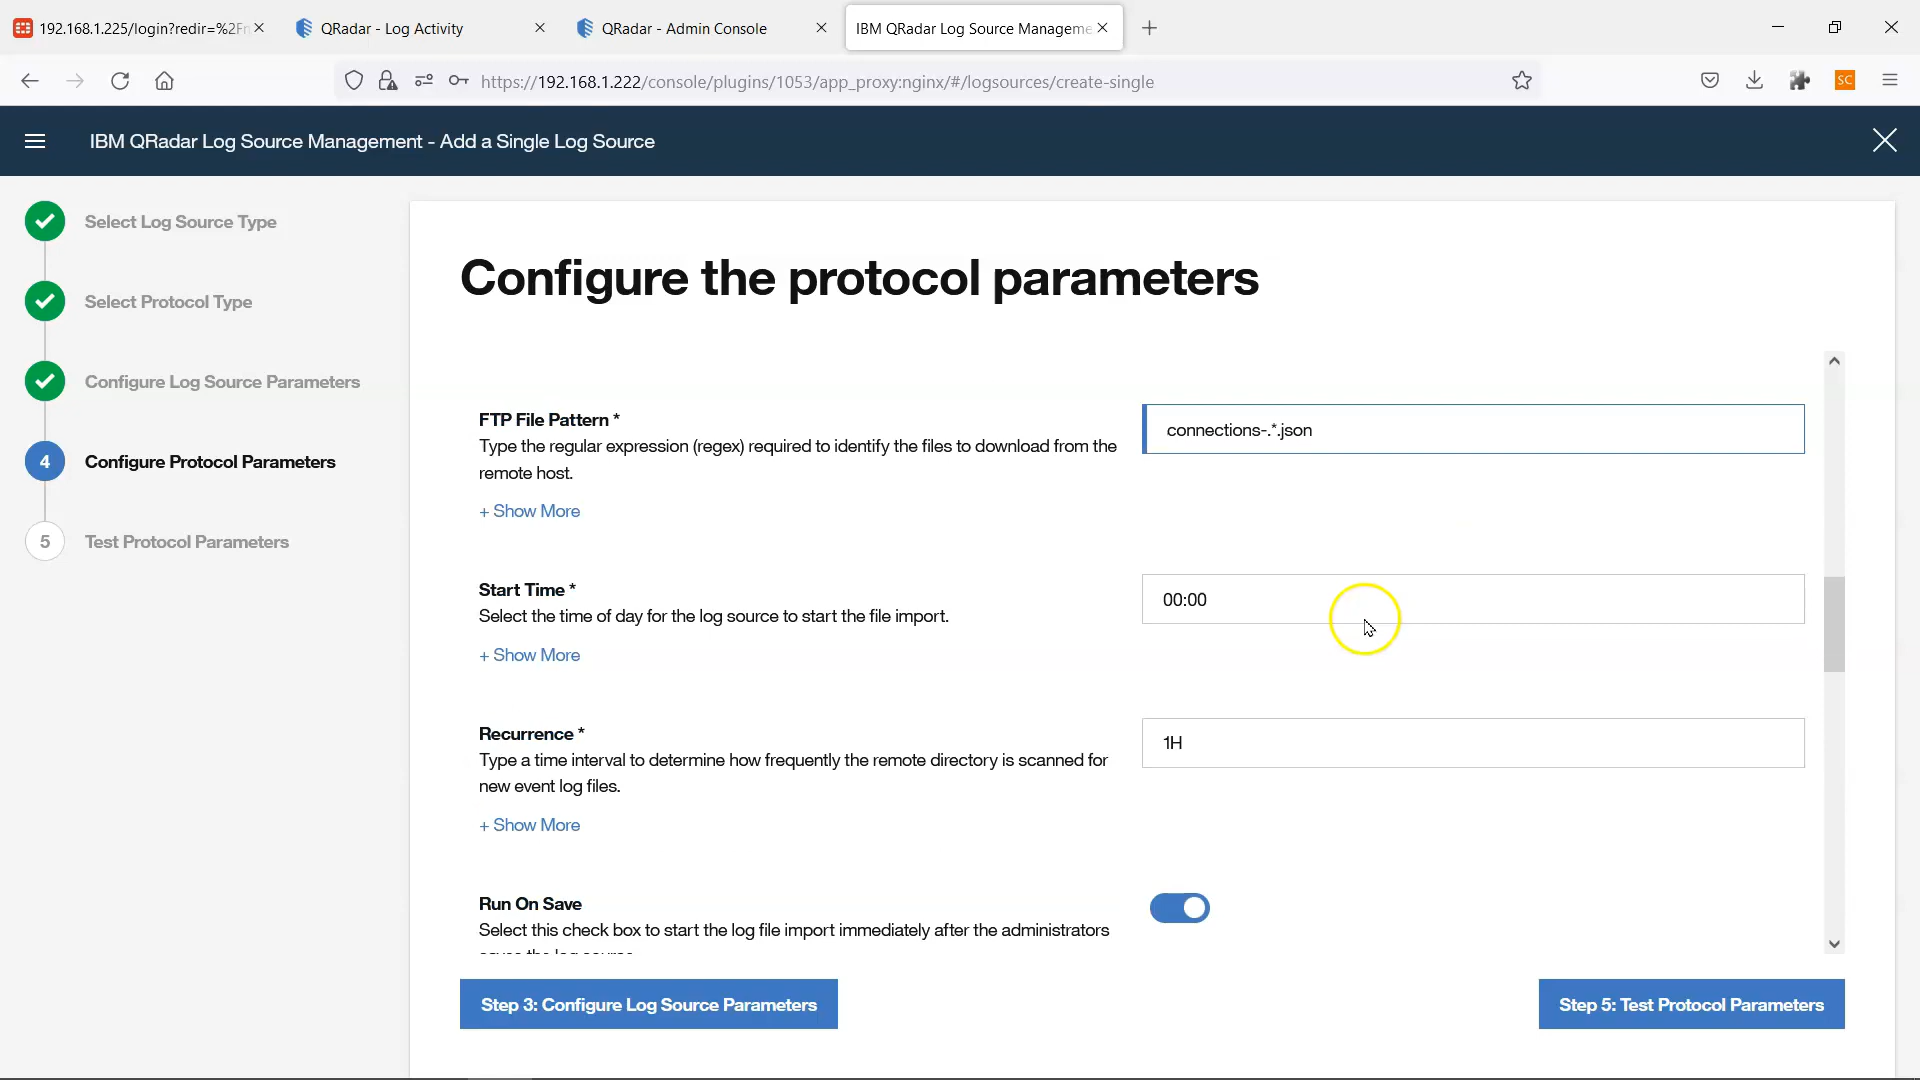 192.168.1.225/login?redir=%2Fn
QRadar - Log Activity
QRadar - Admin Console
IBM QRadar Log Source Manageme
https://192.168.1.222/console/plugins/1053/app_proxy:nginx/#/logsources/create-single
SC
IBM QRadar Log Source Management - Add a Single Log Source
Select Log Source Type
Select Protocol Type
Configure Log Source Parameters
4 Configure Protocol Parameters
5 Test Protocol Parameters
Configure the protocol parameters
FTP File Pattern *
Type the regular expression (regex) required to identify the files to download from the
remote host.
+ Show More
connections-.*.json
Start Time *
Select the time of day for the log source to start the file import.
+ Show More
00:00
Recurrence *
Type a time interval to determine how frequently the remote directory is scanned for
new event log files.
+ Show More
1H
Run On Save
Select this check box to start the log file import immediately after the administrators
Step 3: Configure Log Source Parameters
Step 5: Test Protocol Parameters